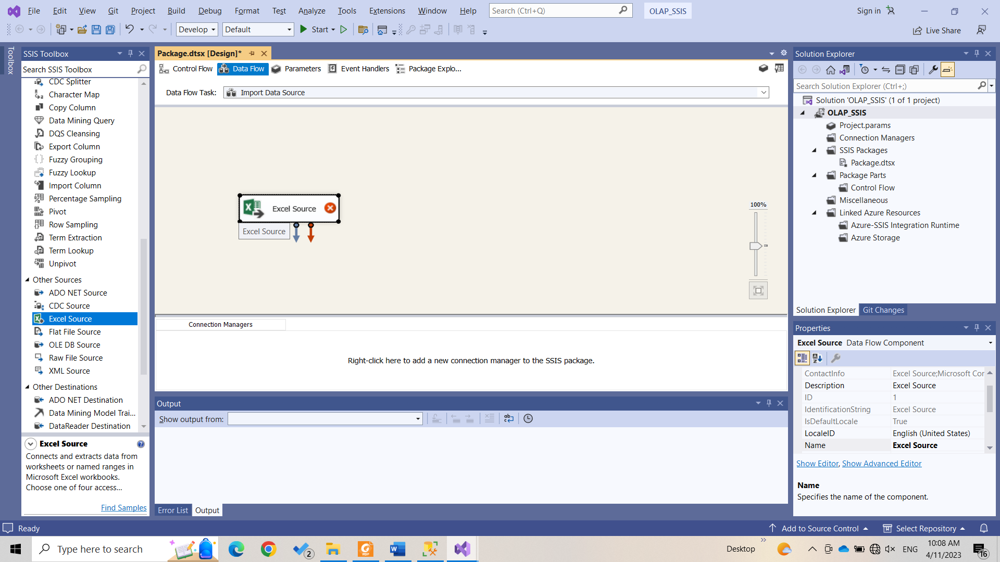 File Edit View Git Project Build Debug Format Test Analyze Tools Extensions Window Help Search (Ctrl+Q) OLAP_SSIS Sign in
Develop Default Start Live Share
Toolbox
SSIS Toolbox
Search SSIS Toolbox
CDC Splitter
Character Map
Copy Column
Data Mining Query
DQS Cleansing
Export Column
Fuzzy Grouping
Fuzzy Lookup
Import Column
Percentage Sampling
Pivot
Row Sampling
Term Extraction
Term Lookup
Unpivot
Other Sources
ADO NET Source
CDC Source
Excel Source
Flat File Source
OLE DB Source
Raw File Source
XML Source
Other Destinations
ADO NET Destination
Data Mining Model Trai...
DataReader Destination
Excel Source
Connects and extracts data from
worksheets or named ranges in
Microsoft Excel workbooks.
Choose one of four access...
Find Samples
Package.dtsx [Design]*
Control Flow Data Flow Parameters Event Handlers Package Explo...
Data Flow Task: Import Data Source
Excel Source
Excel Source
100%
Connection Managers
Right-click here to add a new connection manager to the SSIS package.
Output
Show output from:
Error List Output
Solution Explorer
Search Solution Explorer (Ctrl+;)
Solution 'OLAP_SSIS' (1 of 1 project)
OLAP_SSIS
Project.params
Connection Managers
SSIS Packages
Package.dtsx
Package Parts
Control Flow
Miscellaneous
Linked Azure Resources
Azure-SSIS Integration Runtime
Azure Storage
Solution Explorer Git Changes
Properties
Excel Source Data Flow Component
ContactInfo Excel Source;Microsoft Cor
Description Excel Source
ID 1
IdentificationString Excel Source
IsDefaultLocale True
LocaleID English (United States)
Name Excel Source
Show Editor, Show Advanced Editor
Name
Specifies the name of the component.
Ready Add to Source Control Select Repository
Type here to search 2 PDF Desktop ENG 10:08 AM
4/11/2023 16